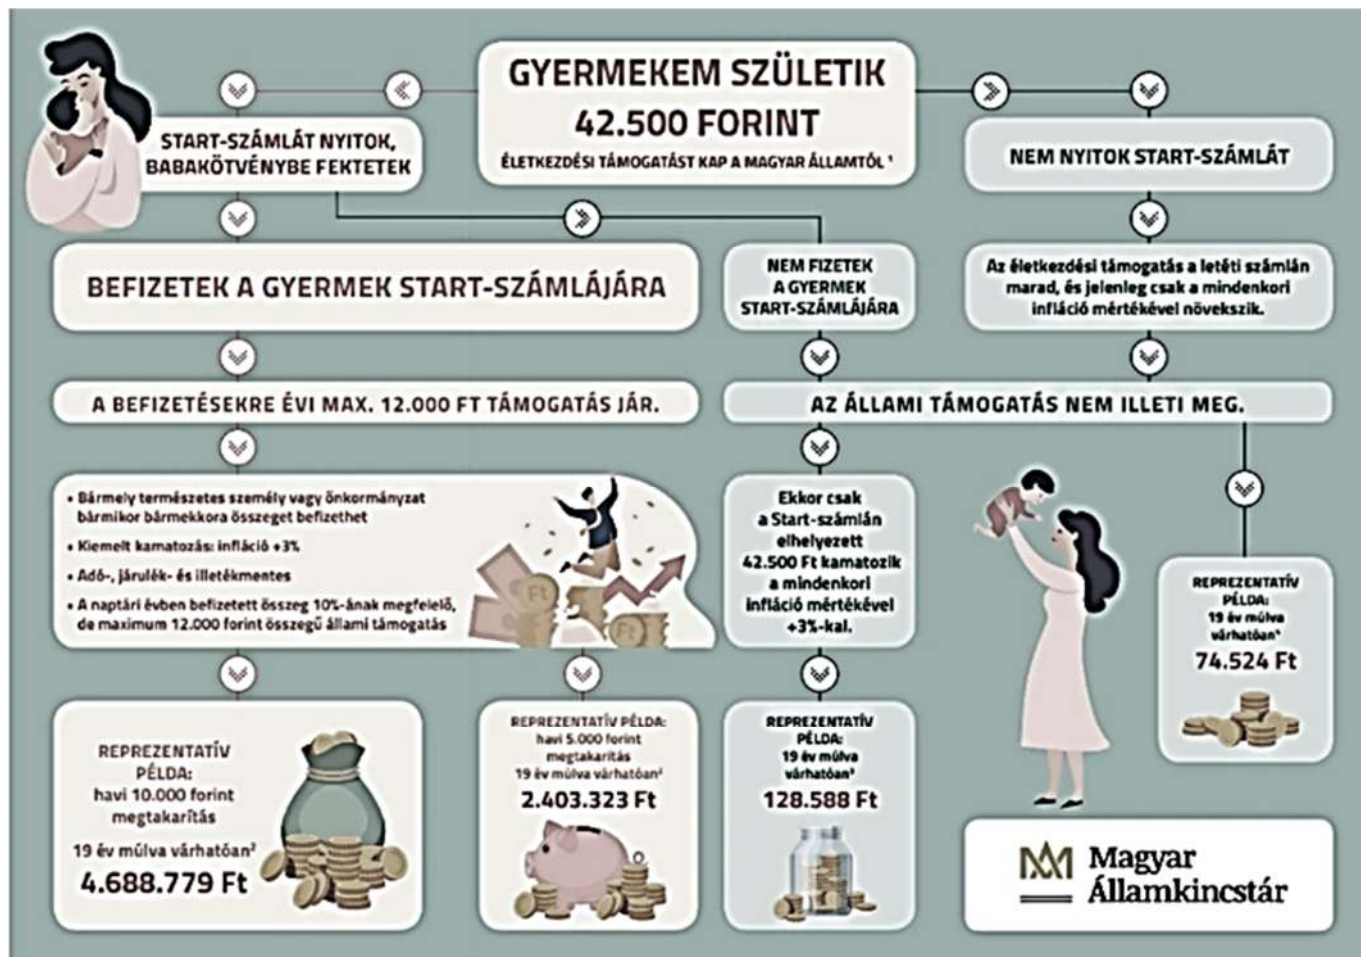 GYERMEKEM SZÜLETIK
42.500 FORINT
ÉLETKEZDÉSI TÁMOGATÁST KAP A MAGYAR ÁLLAMTÓL ¹
START-SZÁMLÁT NYITOK,
BABAKÖTVÉNYBE FEKTETEK
NEM NYITOK START-SZÁMLÁT
BEFIZETEK A GYERMEK START-SZÁMLÁJÁRA
NEM FIZETEK
A GYERMEK
START-SZÁMLÁJÁRA
Az életkezdési támogatás a letéti számlán
marad, és jelenleg csak a mindenkori
infláció mértékével növekszik.
A BEFIZETÉSEKRE ÉVI MAX. 12.000 FT TÁMOGATÁS JÁR.
AZ ÁLLAMI TÁMOGATÁS NEM ILLETI MEG.
• Bármely természetes személy vagy önkormányzat
bármikor bármekkora összeget befizethet
• Kiemelt kamatozás: infláció +3%
• Adó-, járulék- és illetékmentes
• A naptári évben befizetett összeg 10%-ának megfelelő,
de maximum 12.000 forint összegű állami támogatás
Ft
Ft
Ekkor csak
a Start-számlán
elhelyezett
42.500 Ft kamatozik
a mindenkori
infláció mértékével
+3%-kal.
REPREZENTATÍV
PÉLDA:
19 év múlva
várhatóan⁴
74.524 Ft
REPREZENTATÍV
PÉLDA:
havi 10.000 forint
megtakarítás
19 év múlva várhatóan²
4.688.779 Ft
REPREZENTATÍV PÉLDA:
havi 5.000 forint
megtakarítás
19 év múlva várhatóan²
2.403.323 Ft
REPREZENTATÍV
PÉLDA:
19 év múlva
várhatóan³
128.588 Ft
Magyar
Államkincstár